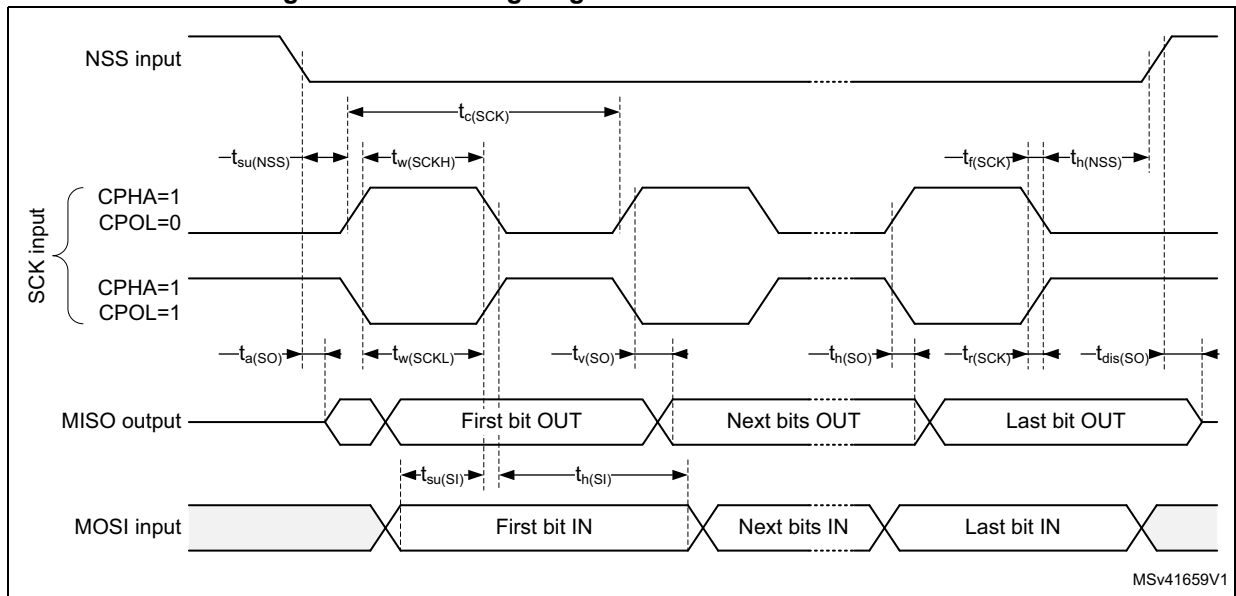 NSS input
tc(SCK)
tsu(NSS) tw(SCKH) tf(SCK) th(NSS)
SCK input
CPHA=1
CPOL=0
CPHA=1
CPOL=1
ta(SO) tw(SCKL) tv(SO) th(SO) tr(SCK) tdis(SO)
MISO output First bit OUT Next bits OUT Last bit OUT
tsu(SI) th(SI)
MOSI input First bit IN Next bits IN Last bit IN
MSv41659V1